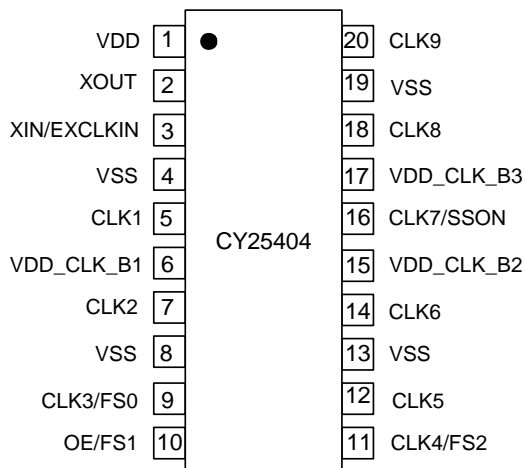 VDD 1 20 CLK9
XOUT 2 19 VSS
XIN/EXCLKIN 3 18 CLK8
VSS 4 17 VDD_CLK_B3
CLK1 5 16 CLK7/SSON
CY25404
VDD_CLK_B1 6 15 VDD_CLK_B2
CLK2 7 14 CLK6
VSS 8 13 VSS
CLK3/FS0 9 12 CLK5
OE/FS1 10 11 CLK4/FS2